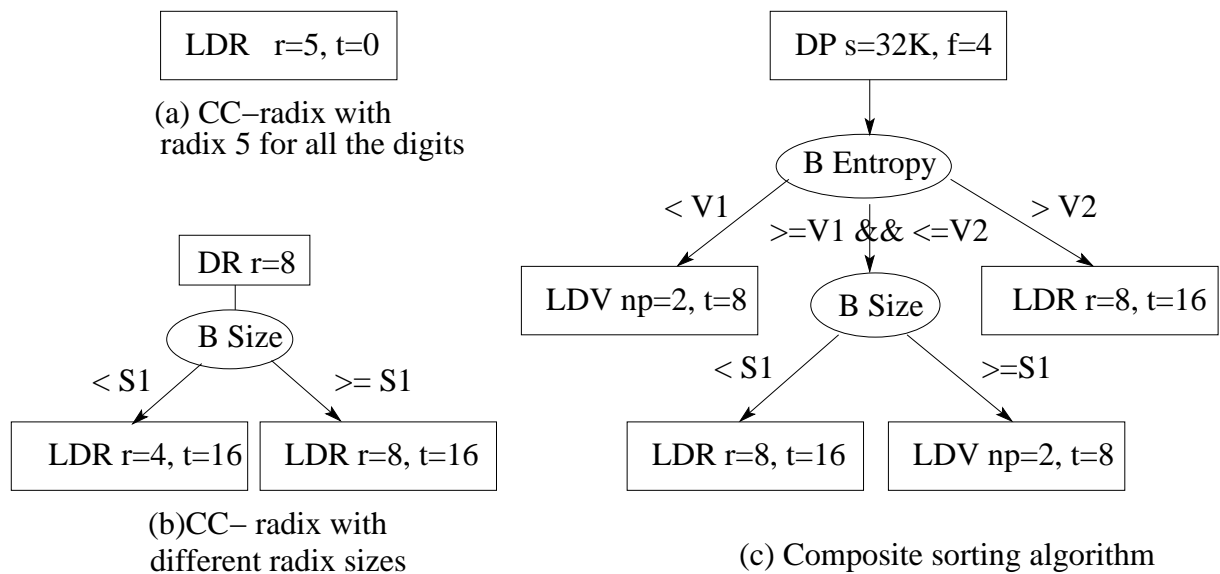 LDR r=5, t=0
(a) CC−radix with
radix 5 for all the digits
DR r=8
B Size
< S1
>= S1
LDR r=4, t=16
LDR r=8, t=16
(b)CC− radix with
different radix sizes
DP s=32K, f=4
B Entropy
< V1
>=V1 && <=V2
> V2
LDV np=2, t=8
B Size
LDR r=8, t=16
< S1
>=S1
LDR r=8, t=16
LDV np=2, t=8
(c) Composite sorting algorithm